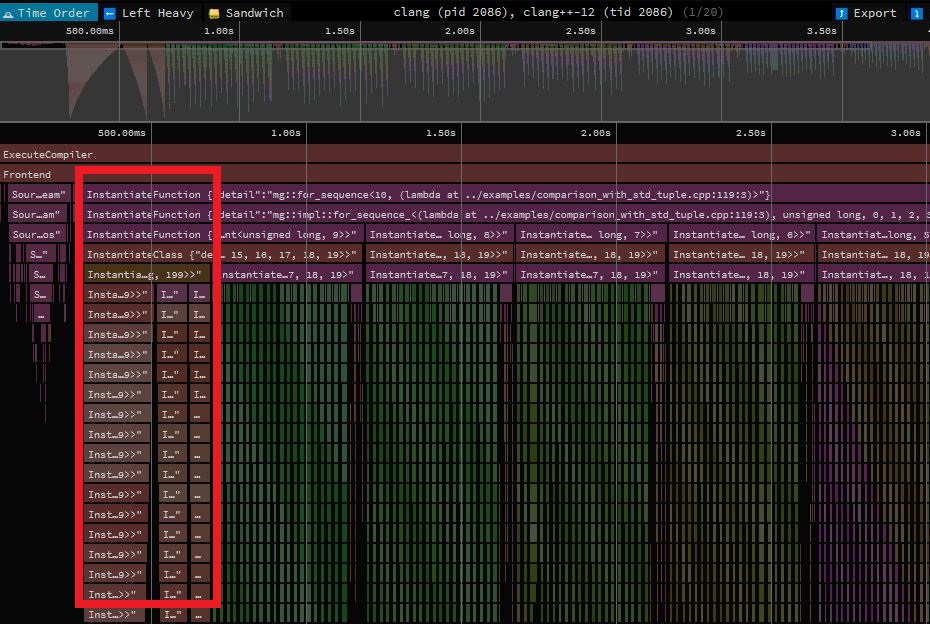 Time Order Left Heavy Sandwich clang (pid 2086), clang++-12 (tid 2086) (1/20) Export
500.00ms 1.00s 1.50s 2.00s 2.50s 3.00s 3.50s
500.00ms 1.00s 1.50s 2.00s 2.50s 3.00s
ExecuteCompiler
Frontend
Sour…eam" InstantiateFunction {"detail":"mg::for_sequence<10, (lambda at ../examples/comparison_with_std_tuple.cpp:119:3)>"}
Sour…am" InstantiateFunction {"detail":"mg::impl::for_sequence_<(lambda at ../examples/comparison_with_std_tuple.cpp:119:3), unsigned long, 0, 1, 2, 3
Sour…os" InstantiateFunction {…nt<unsigned long, 9>>" Instantiate… long, 8>>" Instantiate… long, 7>>" Instantiate… long, 6>>" Instantiat…long, 5
S…" InstantiateClass {"de… 15, 16, 17, 18, 19>>" Instantiate…, 18, 19>>" Instantiate… 18, 19>>" Instantiate… 18, 19>>" Instantiat…, 18, 19
S… Instantia…g, 199>>" Instantiate…7, 18, 19>" Instantiate…7, 18, 19>" Instantiate…7, 18, 19>" Instantiate…, 18, 19>" Instantiat…, 18, 1
S… Insta…9>>" I…" I…
… Insta…9>>" I…" I…
Insta…9>>" I…" I…
Insta…9>>" I…" I…
Insta…9>>" I…" I…
Inst…9>>" I…" I…
Inst…9>>" I…" …
Inst…9>>" I…" …
Inst…9>>" I…" …
Inst…9>>" I…" …
Inst…9>>" I…" …
Inst…9>>" I…" …
Inst…9>>" I…" …
Inst…9>>" I…" …
Inst…9>>" I…" …
Inst…>>" I…" …
Inst…>>" I…" …